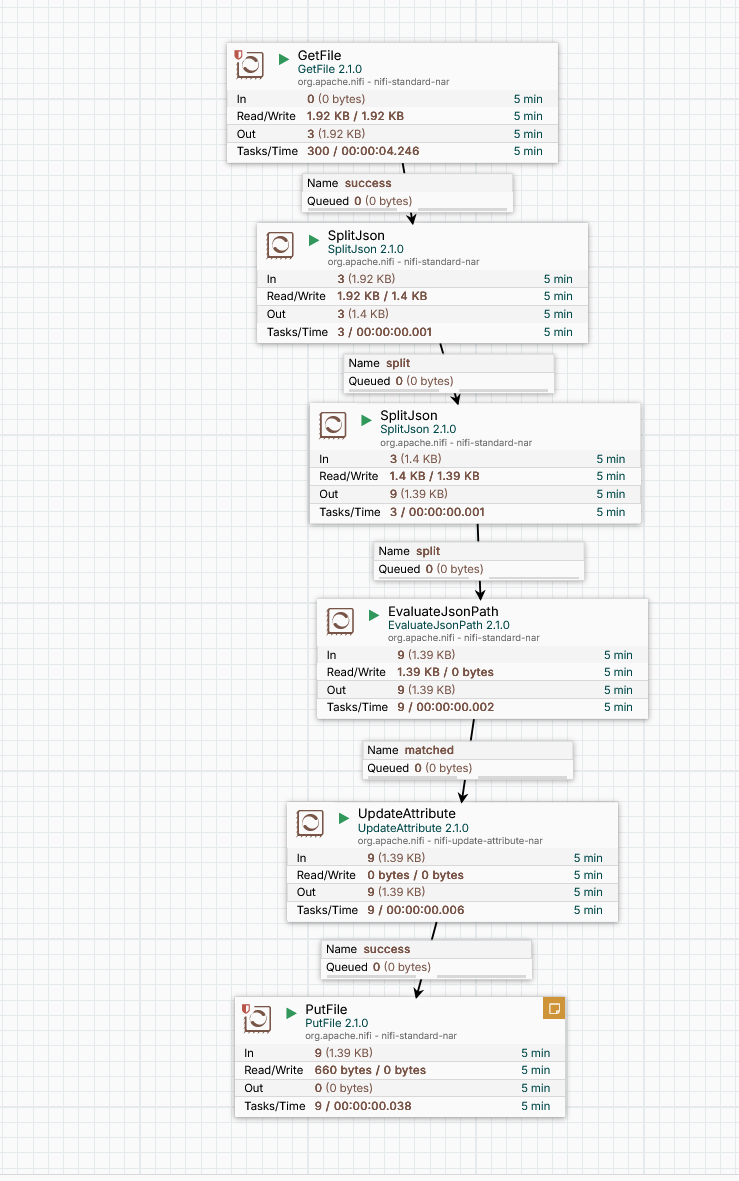 GetFile
GetFile 2.1.0
org.apache.nifi - nifi-standard-nar
In 0 (0 bytes) 5 min
Read/Write 1.92 KB / 1.92 KB 5 min
Out 3 (1.92 KB) 5 min
Tasks/Time 300 / 00:00:04.246 5 min
Name success
Queued 0 (0 bytes)
SplitJson
SplitJson 2.1.0
org.apache.nifi - nifi-standard-nar
In 3 (1.92 KB) 5 min
Read/Write 1.92 KB / 1.4 KB 5 min
Out 3 (1.4 KB) 5 min
Tasks/Time 3 / 00:00:00.001 5 min
Name split
Queued 0 (0 bytes)
SplitJson
SplitJson 2.1.0
org.apache.nifi - nifi-standard-nar
In 3 (1.4 KB) 5 min
Read/Write 1.4 KB / 1.39 KB 5 min
Out 9 (1.39 KB) 5 min
Tasks/Time 3 / 00:00:00.001 5 min
Name split
Queued 0 (0 bytes)
EvaluateJsonPath
EvaluateJsonPath 2.1.0
org.apache.nifi - nifi-standard-nar
In 9 (1.39 KB) 5 min
Read/Write 1.39 KB / 0 bytes 5 min
Out 9 (1.39 KB) 5 min
Tasks/Time 9 / 00:00:00.002 5 min
Name matched
Queued 0 (0 bytes)
UpdateAttribute
UpdateAttribute 2.1.0
org.apache.nifi - nifi-update-attribute-nar
In 9 (1.39 KB) 5 min
Read/Write 0 bytes / 0 bytes 5 min
Out 9 (1.39 KB) 5 min
Tasks/Time 9 / 00:00:00.006 5 min
Name success
Queued 0 (0 bytes)
PutFile
PutFile 2.1.0
org.apache.nifi - nifi-standard-nar
In 9 (1.39 KB) 5 min
Read/Write 660 bytes / 0 bytes 5 min
Out 0 (0 bytes) 5 min
Tasks/Time 9 / 00:00:00.038 5 min